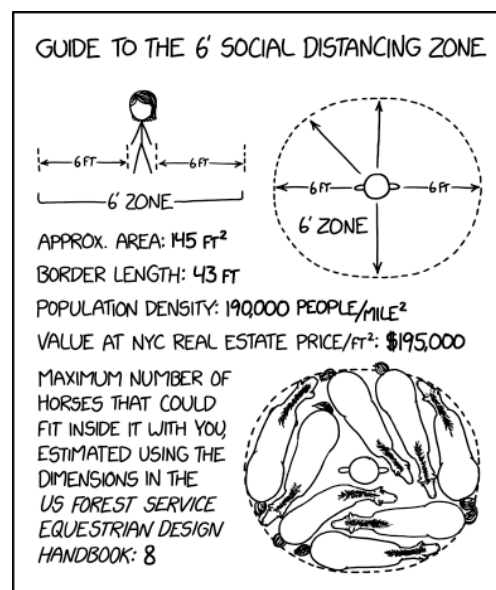 GUIDE TO THE 6' SOCIAL DISTANCING ZONE
6 FT 6 FT
6' ZONE
6 FT 6 FT
6' ZONE
APPROX. AREA: 145 FT²
BORDER LENGTH: 43 FT
POPULATION DENSITY: 190,000 PEOPLE/MILE²
VALUE AT NYC REAL ESTATE PRICE/FT²: $195,000
MAXIMUM NUMBER OF
HORSES THAT COULD
FIT INSIDE IT WITH YOU,
ESTIMATED USING THE
DIMENSIONS IN THE
US FOREST SERVICE
EQUESTRIAN DESIGN
HANDBOOK: 8